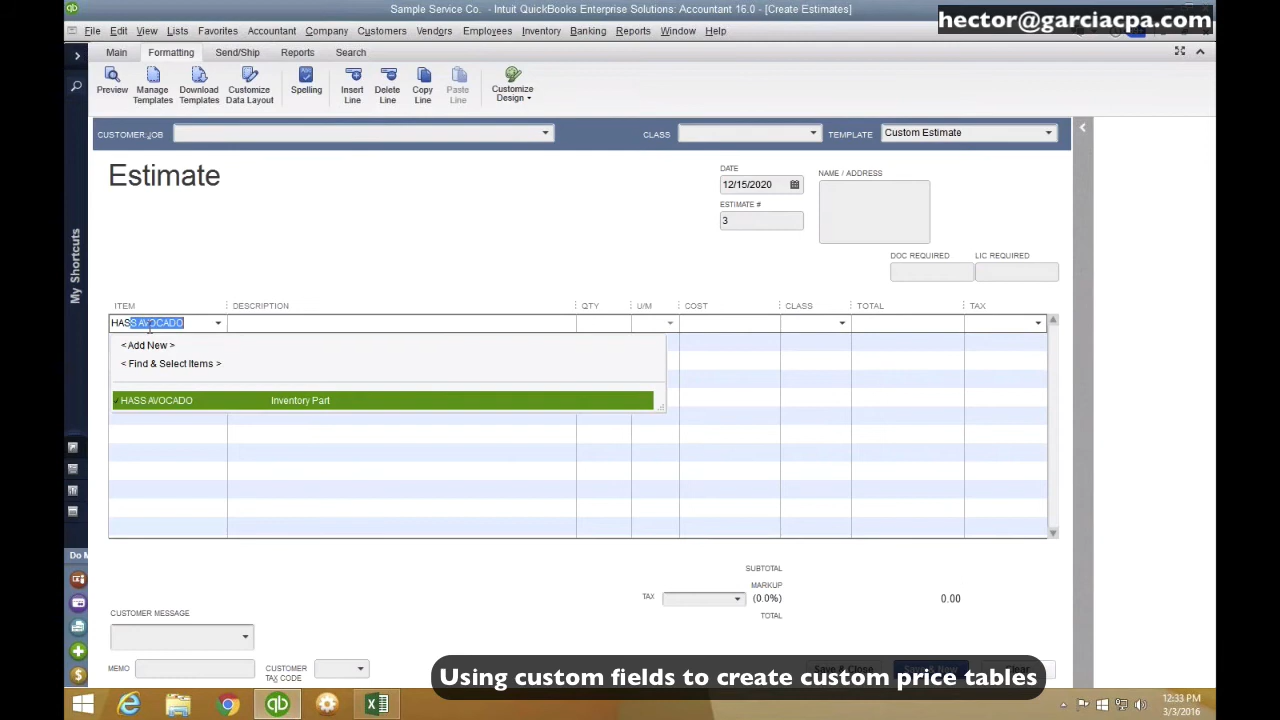 Sample Service Co. - Intuit QuickBooks Enterprise Solutions: Accountant 16.0 - [Create Estimates]
hector@garciacpa.com
File Edit View Lists Favorites Accountant Company Customers Vendors Employees Inventory Banking Reports Window Help
Main Formatting Send/Ship Reports Search
Preview Manage Templates Download Templates Customize Data Layout Spelling Insert Line Delete Line Copy Line Paste Line Customize Design
CUSTOMER:JOB CLASS TEMPLATE Custom Estimate
Estimate
DATE
12/15/2020
ESTIMATE #
3
NAME / ADDRESS
DOC REQUIRED LIC REQUIRED
My Shortcuts
ITEM DESCRIPTION QTY U/M COST CLASS TOTAL TAX
HASS AVOCADO
< Add New >
< Find & Select Items >
✓ HASS AVOCADO Inventory Part
Do M
SUBTOTAL
MARKUP
TAX (0.0%) 0.00
TOTAL
CUSTOMER MESSAGE
MEMO CUSTOMER TAX CODE
Save & Close Save & New Clear
Using custom fields to create custom price tables
12:33 PM
3/3/2016